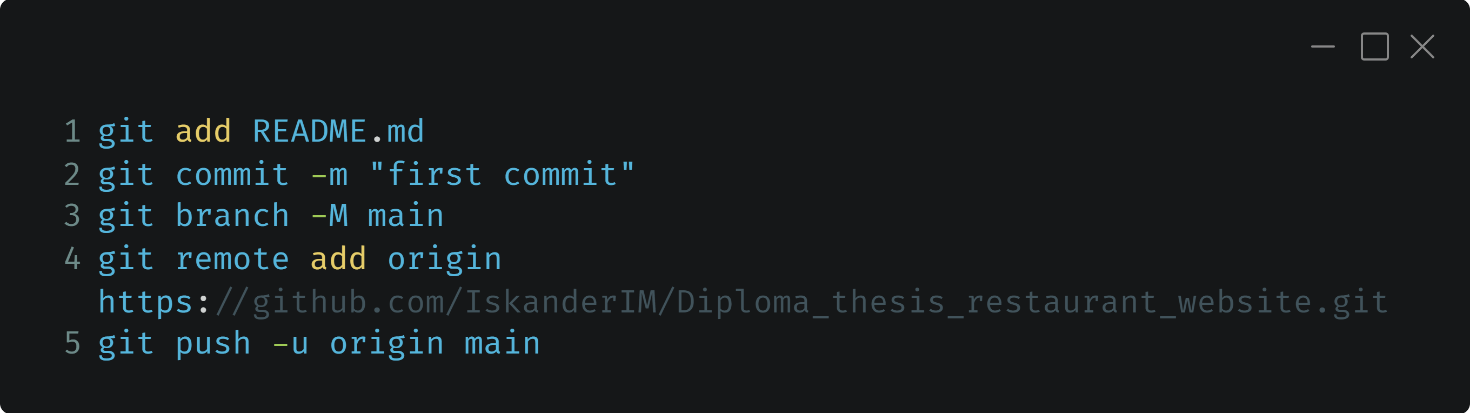 1 git add README.md
2 git commit -m "first commit"
3 git branch -M main
4 git remote add origin
https://github.com/IskanderIM/Diploma_thesis_restaurant_website.git
5 git push -u origin main